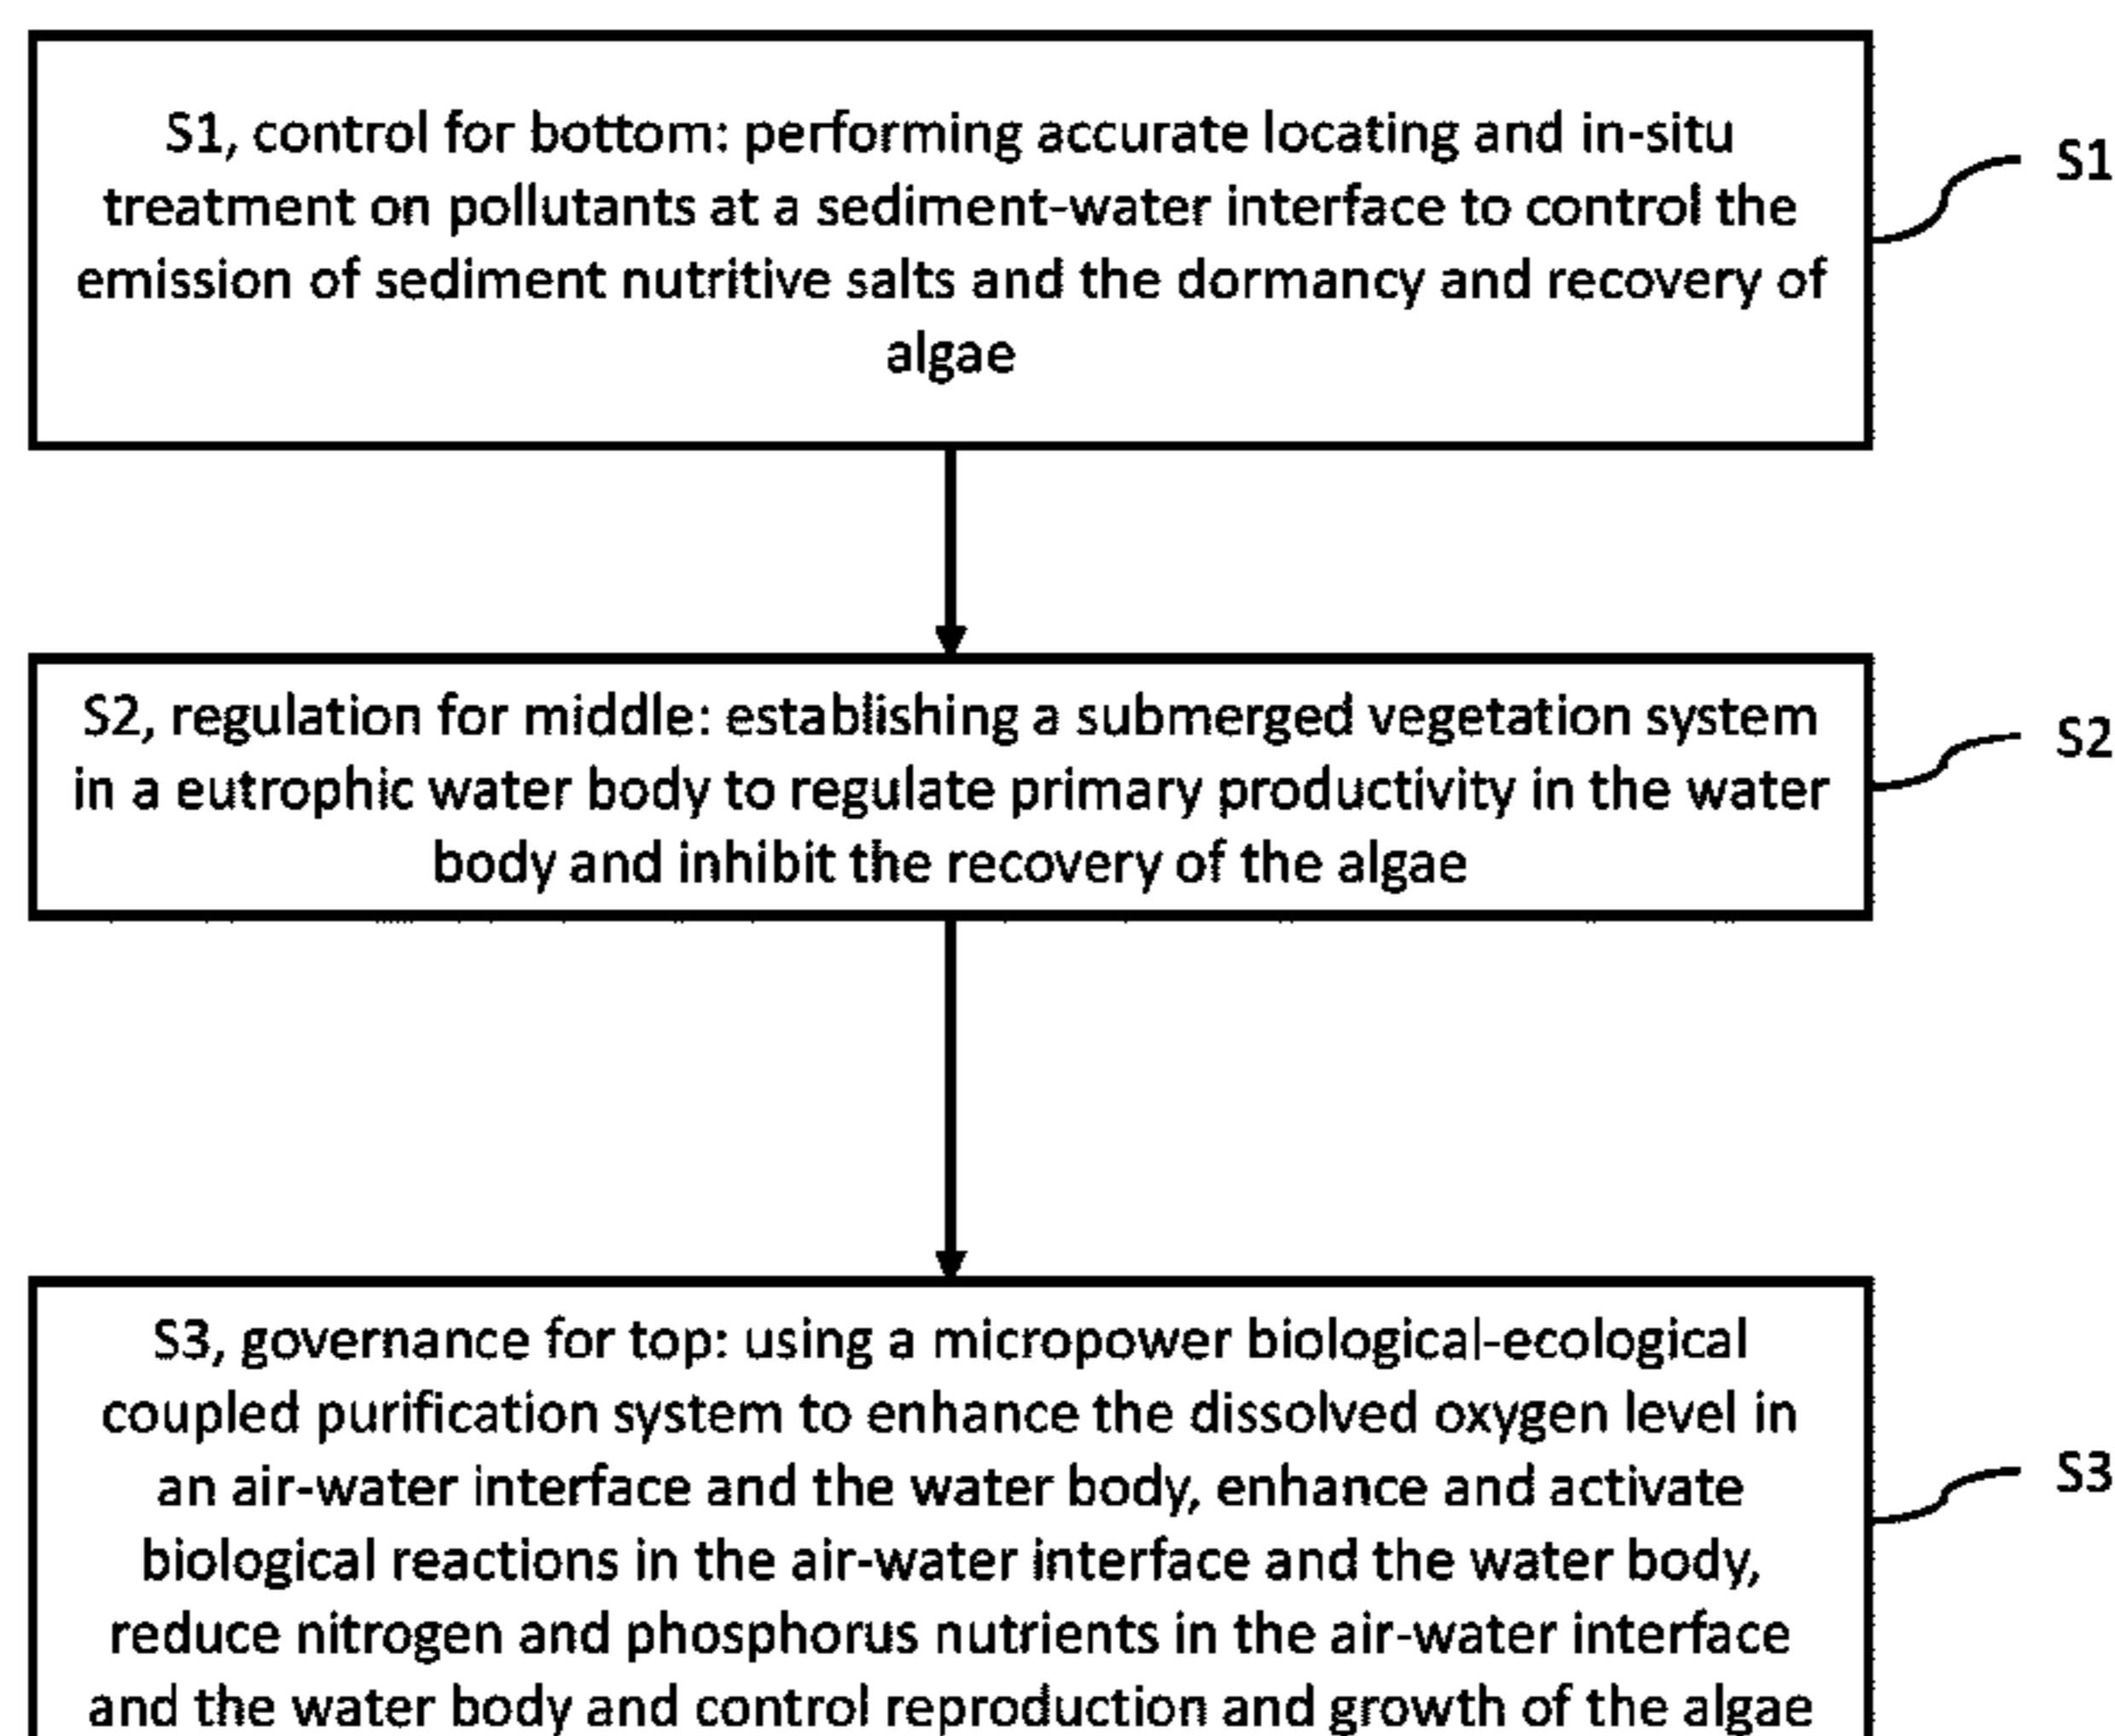 S1, control for bottom: performing accurate locating and in-situ
treatment on pollutants at a sediment-water interface to control the
emission of sediment nutritive salts and the dormancy and recovery of
algae
S1
S2, regulation for middle: establishing a submerged vegetation system
in a eutrophic water body to regulate primary productivity in the water
body and inhibit the recovery of the algae
S2
S3, governance for top: using a micropower biological-ecological
coupled purification system to enhance the dissolved oxygen level in
an air-water interface and the water body, enhance and activate
biological reactions in the air-water interface and the water body,
reduce nitrogen and phosphorus nutrients in the air-water interface
and the water body and control reproduction and growth of the algae
S3